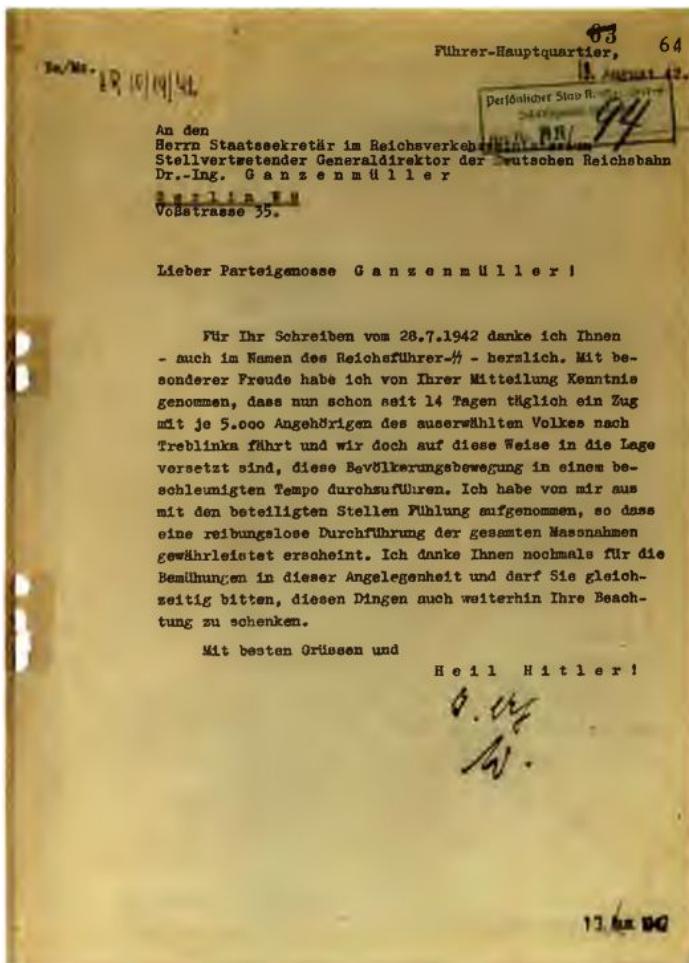 63
64
Führer-Hauptquartier,
August 42.
Persönlicher Stab
94
An den
Herrn Staatssekretär im Reichsverkehrsministerium
Stellvertretender Generaldirektor der Deutschen Reichsbahn
Dr.-Ing. G a n z e n m ü l l e r
B e r l i n W 8
Voßstrasse 35.
Lieber Parteigenosse G a n z e n m ü l l e r !
Für Ihr Schreiben vom 28.7.1942 danke ich Ihnen
- auch im Namen des Reichsführer-ᛋᛋ - herzlich. Mit be-
sonderer Freude habe ich von Ihrer Mitteilung Kenntnis
genommen, dass nun schon seit 14 Tagen täglich ein Zug
mit je 5.000 Angehörigen des auserwählten Volkes nach
Treblinka fährt und wir doch auf diese Weise in die Lage
versetzt sind, diese Bevölkerungsbewegung in einem be-
schleunigten Tempo durchzuführen. Ich habe von mir aus
mit den beteiligten Stellen Fühlung aufgenommen, so dass
eine reibungslose Durchführung der gesamten Massnahmen
gewährleistet erscheint. Ich danke Ihnen nochmals für die
Bemühungen in dieser Angelegenheit und darf Sie gleich-
zeitig bitten, diesen Dingen auch weiterhin Ihre Beach-
tung zu schenken.
Mit besten Grüssen und
H e i l H i t l e r !
W.
13. 1942